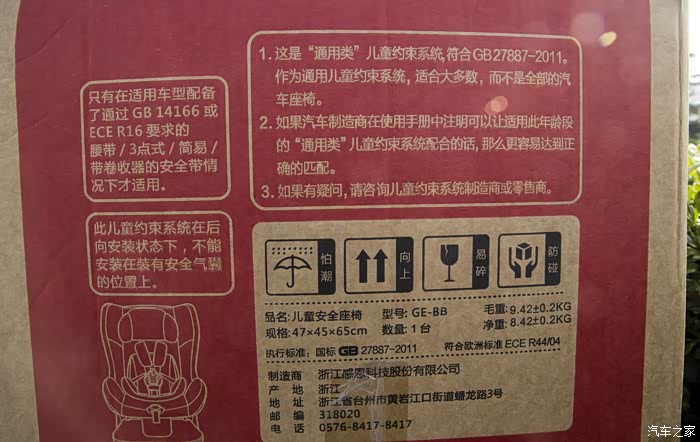 只有在适用车型配备
了通过 GB 14166 或
ECE R16 要求的
腰带 / 3点式 / 简易 /
带卷收器的安全带情
况下才适用。
此儿童约束系统在后
向安装状态下，不能
安装在装有安全气囊
的位置上。
1. 这是“通用类”儿童约束系统，符合GB27887-2011。
作为通用儿童约束系统，适合大多数，而不是全部的汽
车座椅。
2. 如果汽车制造商在使用手册中注明可以让适用此年龄段
的“通用类”儿童约束系统配合的话，那么更容易达到正
确的匹配。
3. 如果有疑问，请咨询儿童约束系统制造商或零售商。
怕潮 向上 易碎 防碰
品名: 儿童安全座椅 型号: GE-BB 毛重: 9.42±0.2KG
规格: 47×45×65cm 数量: 1 台 净重: 8.42±0.2KG
执行标准: 国标 GB 27887-2011 符合欧洲标准 ECE R44/04
制造商 浙江感恩科技股份有限公司
产 地 浙江
地 址 浙江省台州市黄岩江口街道蟠龙路3号
邮 编 318020
电 话 0576-8417-8417
汽车之家